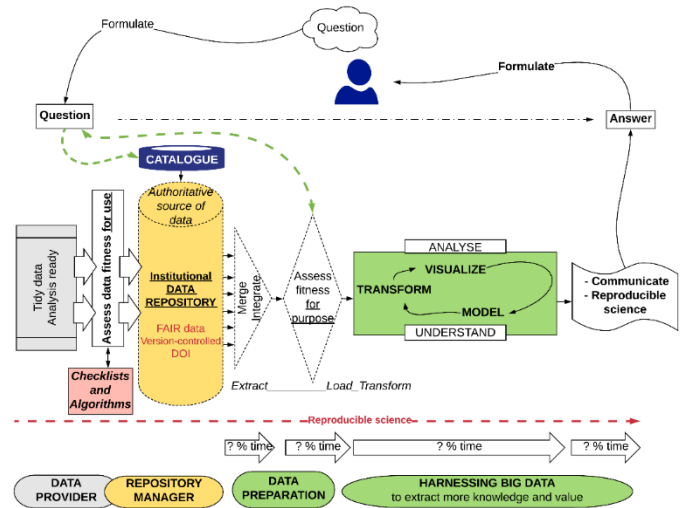 Formulate
Question
Formulate
Question
Answer
CATALOGUE
Authoritative
source of
data
Tidy data
Analysis ready
Assess data fitness for use
Institutional
DATA
REPOSITORY
FAIR data
Version-controlled
DOI
Merge
Integrate
Assess
fitness
for
purpose
ANALYSE
VISUALIZE
TRANSFORM
MODEL
UNDERSTAND
- Communicate
- Reproducible
science
Checklists and
Algorithms
Extract_________Load_Transform
Reproducible science
? % time
? % time
? % time
? % time
DATA
PROVIDER
REPOSITORY
MANAGER
DATA
PREPARATION
HARNESSING BIG DATA
to extract more knowledge and value